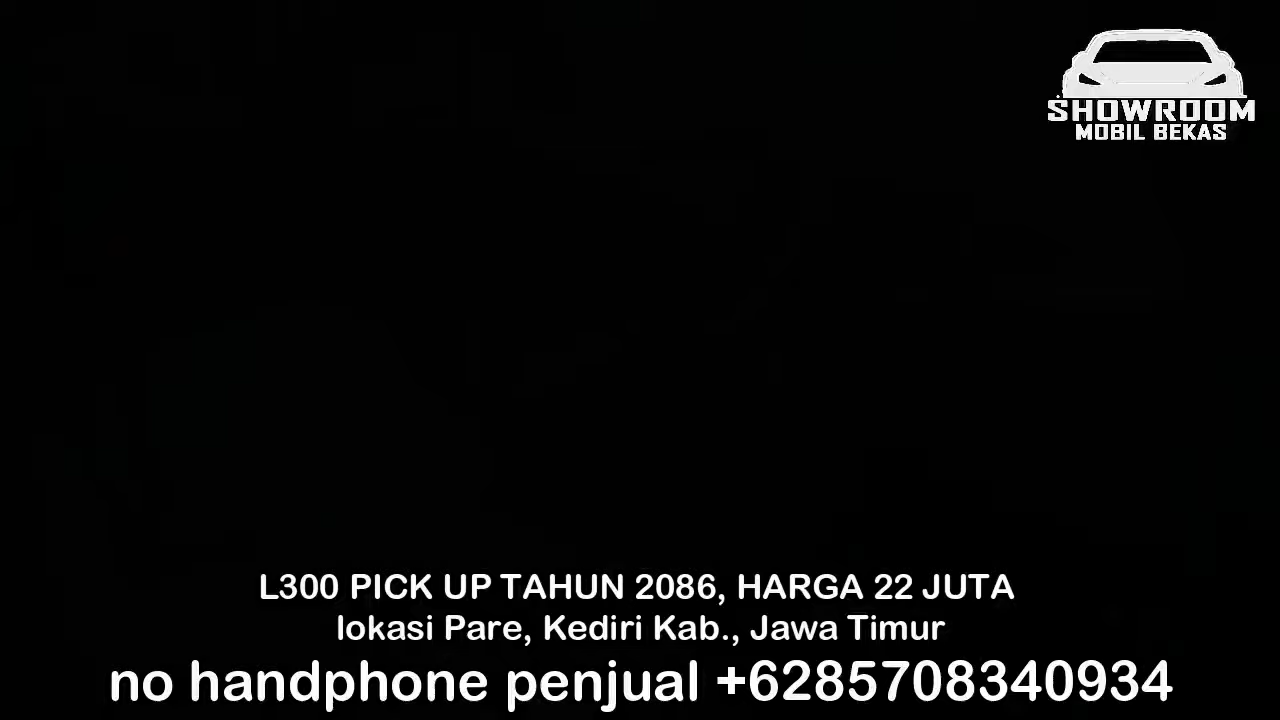 SHOWROOM
MOBIL BEKAS
L300 PICK UP TAHUN 2086, HARGA 22 JUTA
lokasi Pare, Kediri Kab., Jawa Timur
no handphone penjual +6285708340934